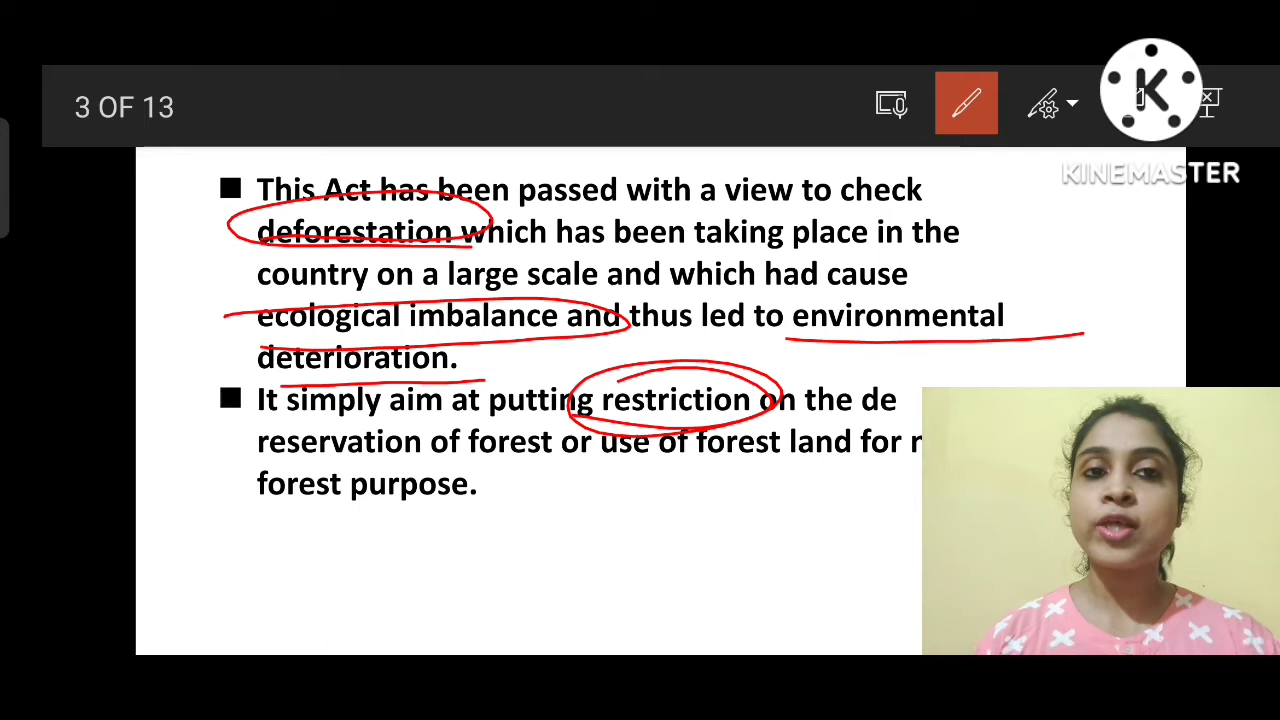 3 OF 13
K
KINEMASTER
■ This Act has been passed with a view to check
deforestation which has been taking place in the
country on a large scale and which had cause
ecological imbalance and thus led to environmental
deterioration.
■ It simply aim at putting restriction on the de
reservation of forest or use of forest land for
forest purpose.